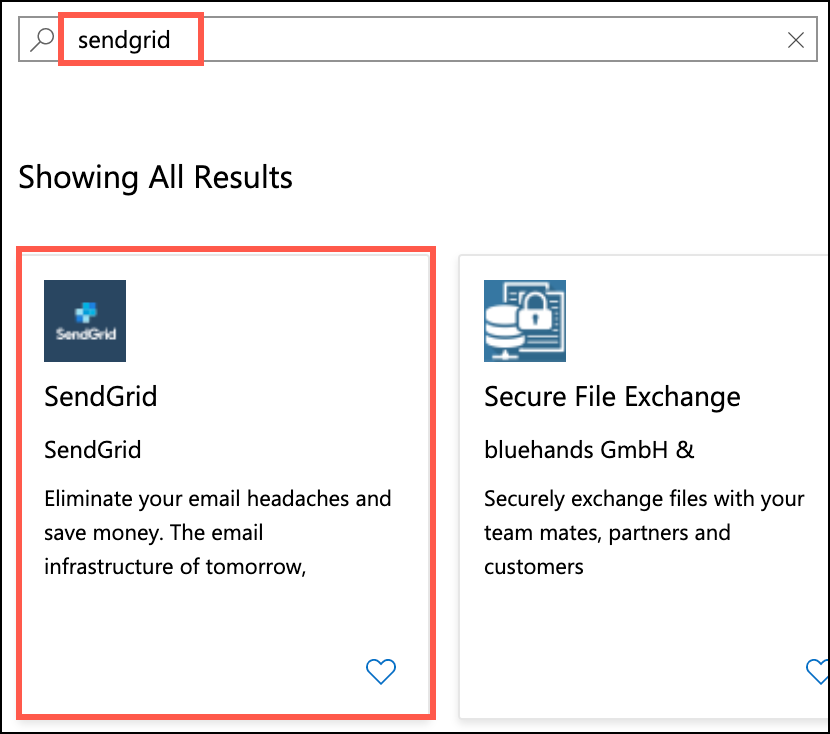 sendgrid
Showing All Results
SendGrid
SendGrid
SendGrid
Eliminate your email headaches and
save money. The email
infrastructure of tomorrow,
Secure File Exchange
bluehands GmbH &
Securely exchange files with your
team mates, partners and
customers